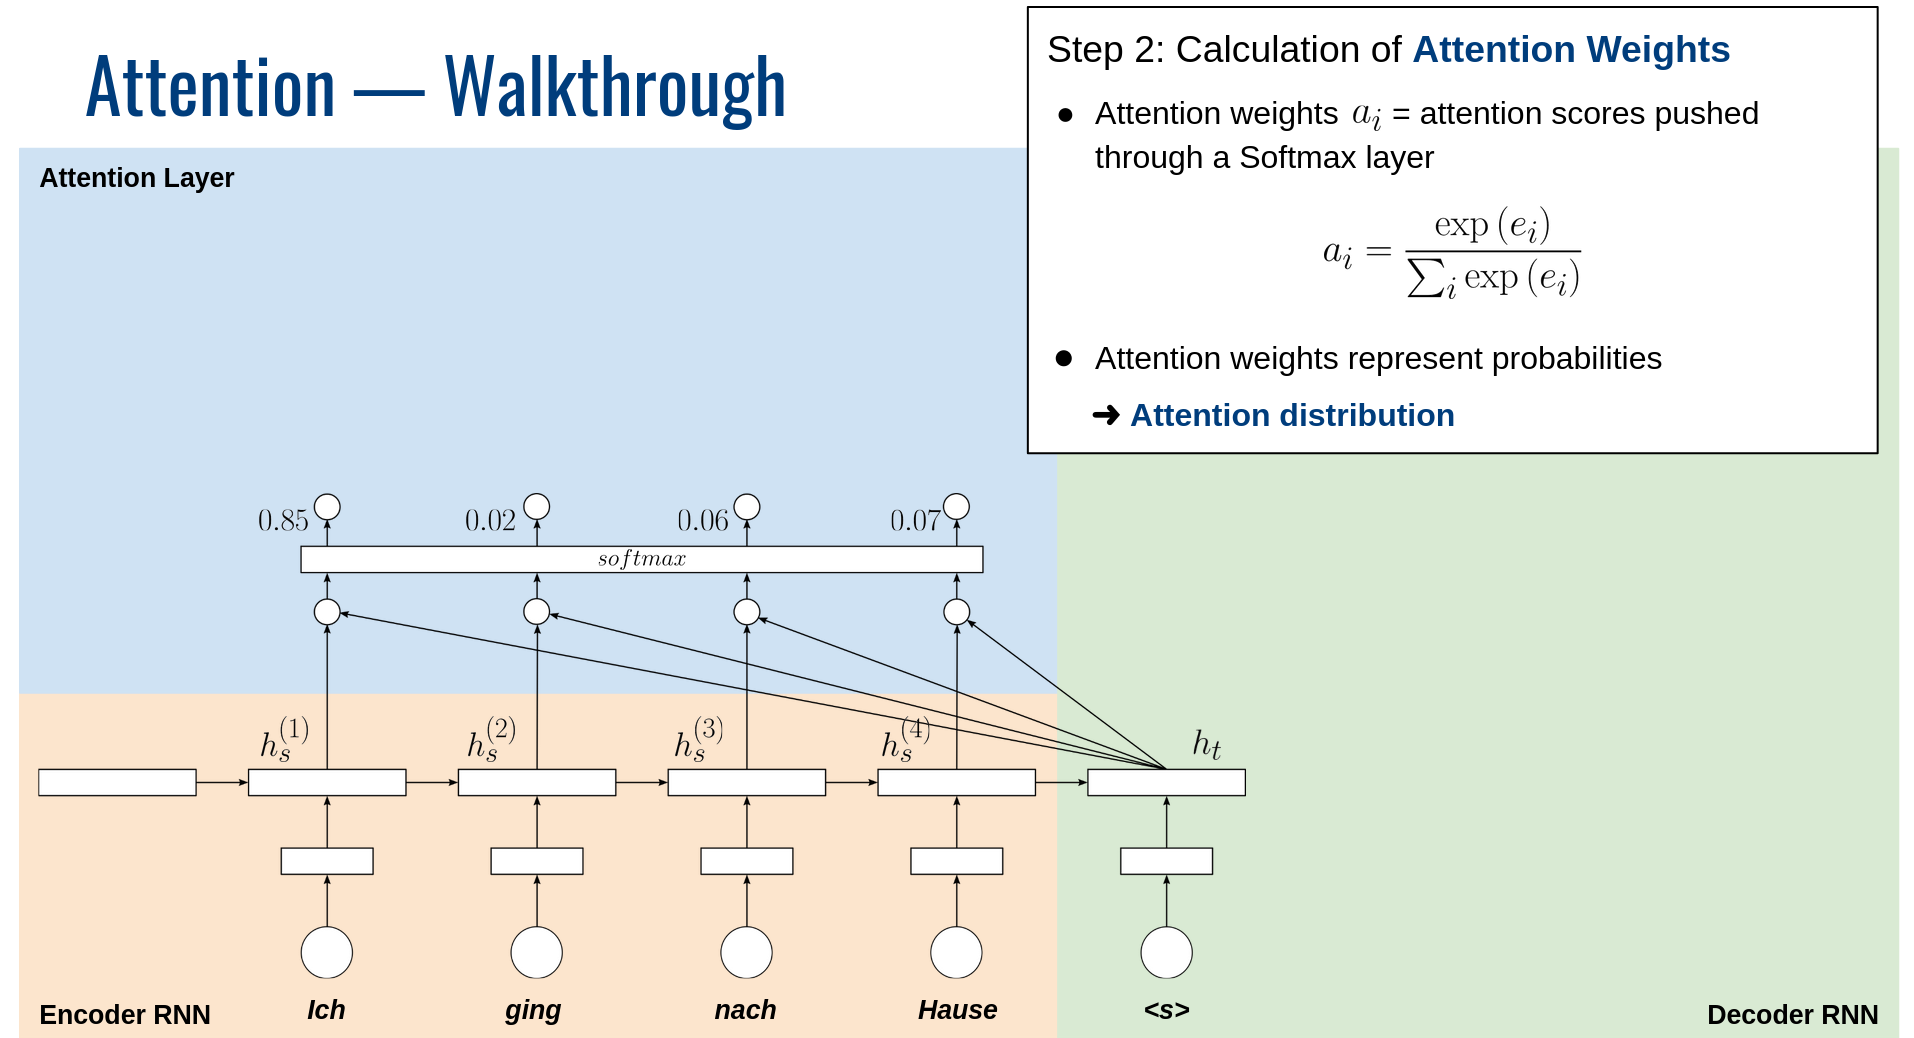 Attention — Walkthrough
Step 2: Calculation of Attention Weights
● Attention weights a_i = attention scores pushed
through a Softmax layer
a_i = exp (e_i) / ∑_i exp (e_i)
● Attention weights represent probabilities
➜ Attention distribution
Attention Layer
0.85 0.02 0.06 0.07
softmax
h_s^(1) h_s^(2) h_s^(3) h_s^(4) h_t
Ich ging nach Hause <s>
Encoder RNN
Decoder RNN